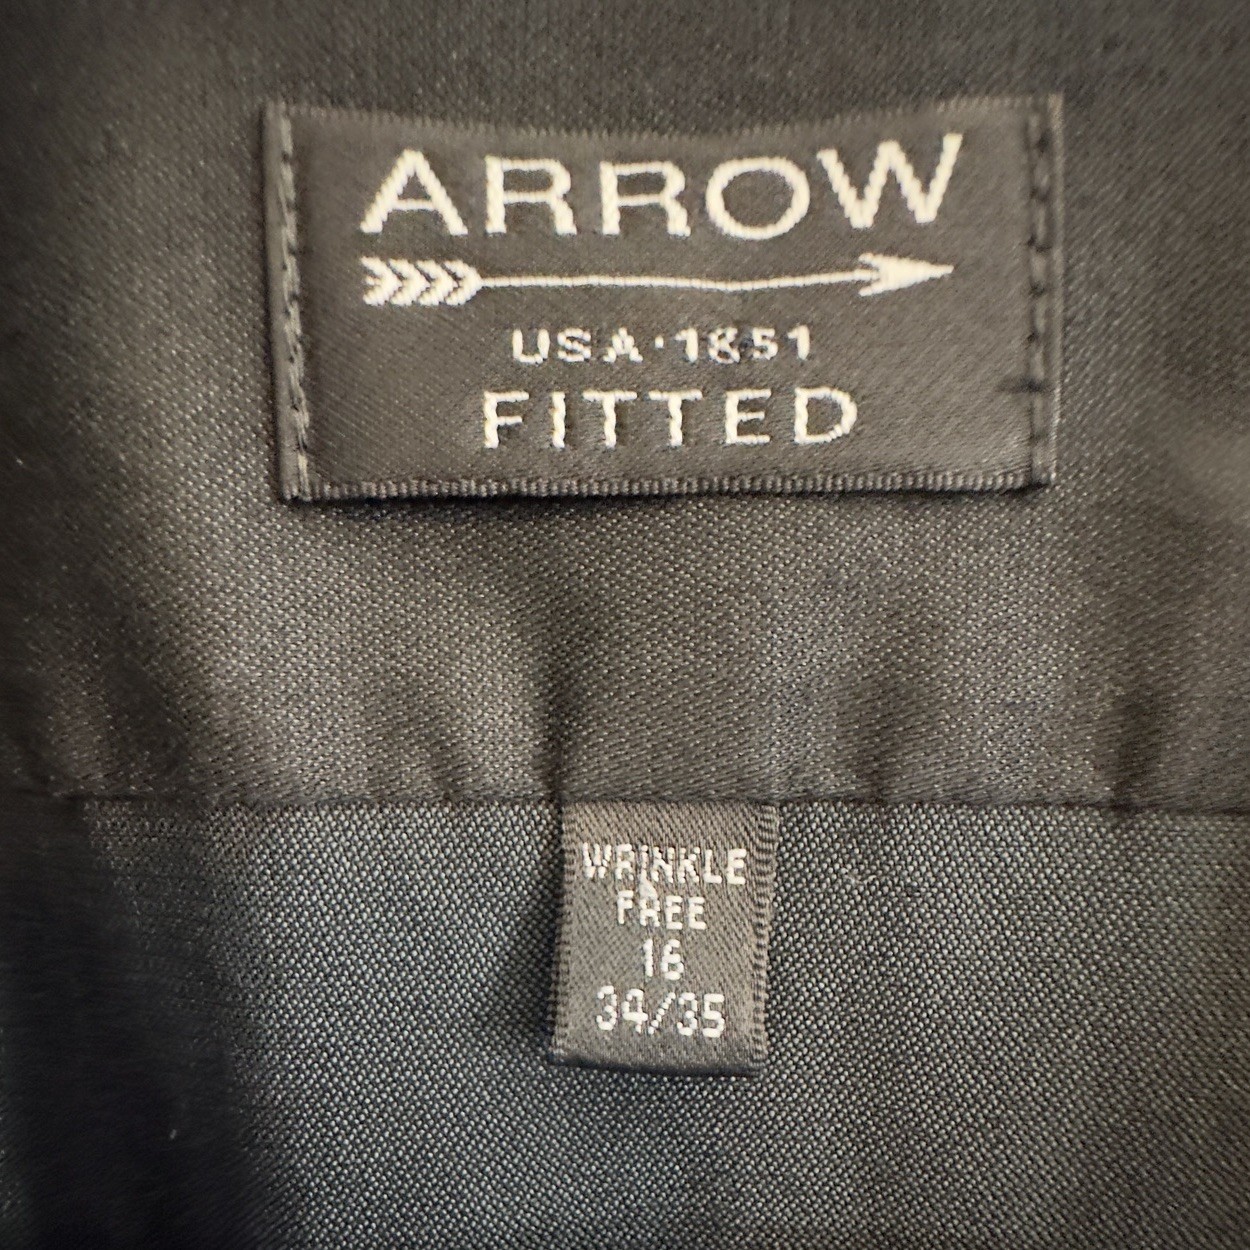 ARROW
USA·1851
FITTED
WRINKLE
FREE
16
34/35